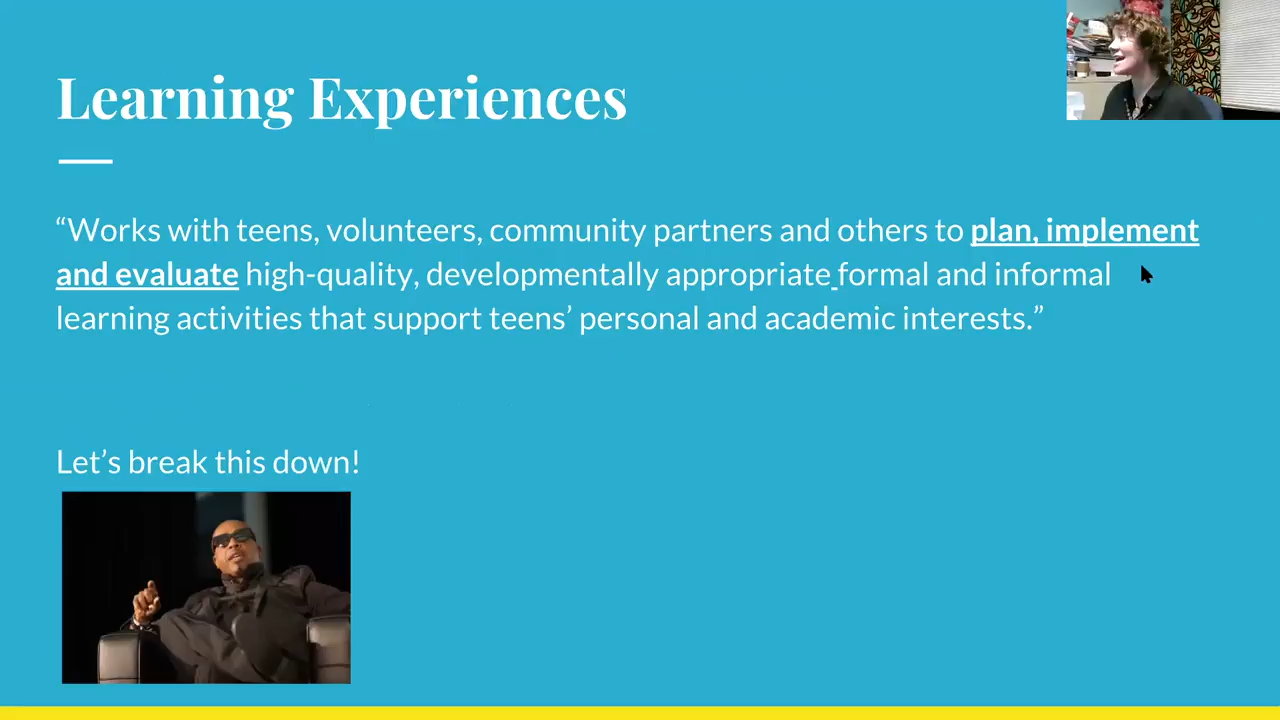 Learning Experiences
“Works with teens, volunteers, community partners and others to plan, implement
and evaluate high-quality, developmentally appropriate formal and informal
learning activities that support teens’ personal and academic interests.”
Let’s break this down!